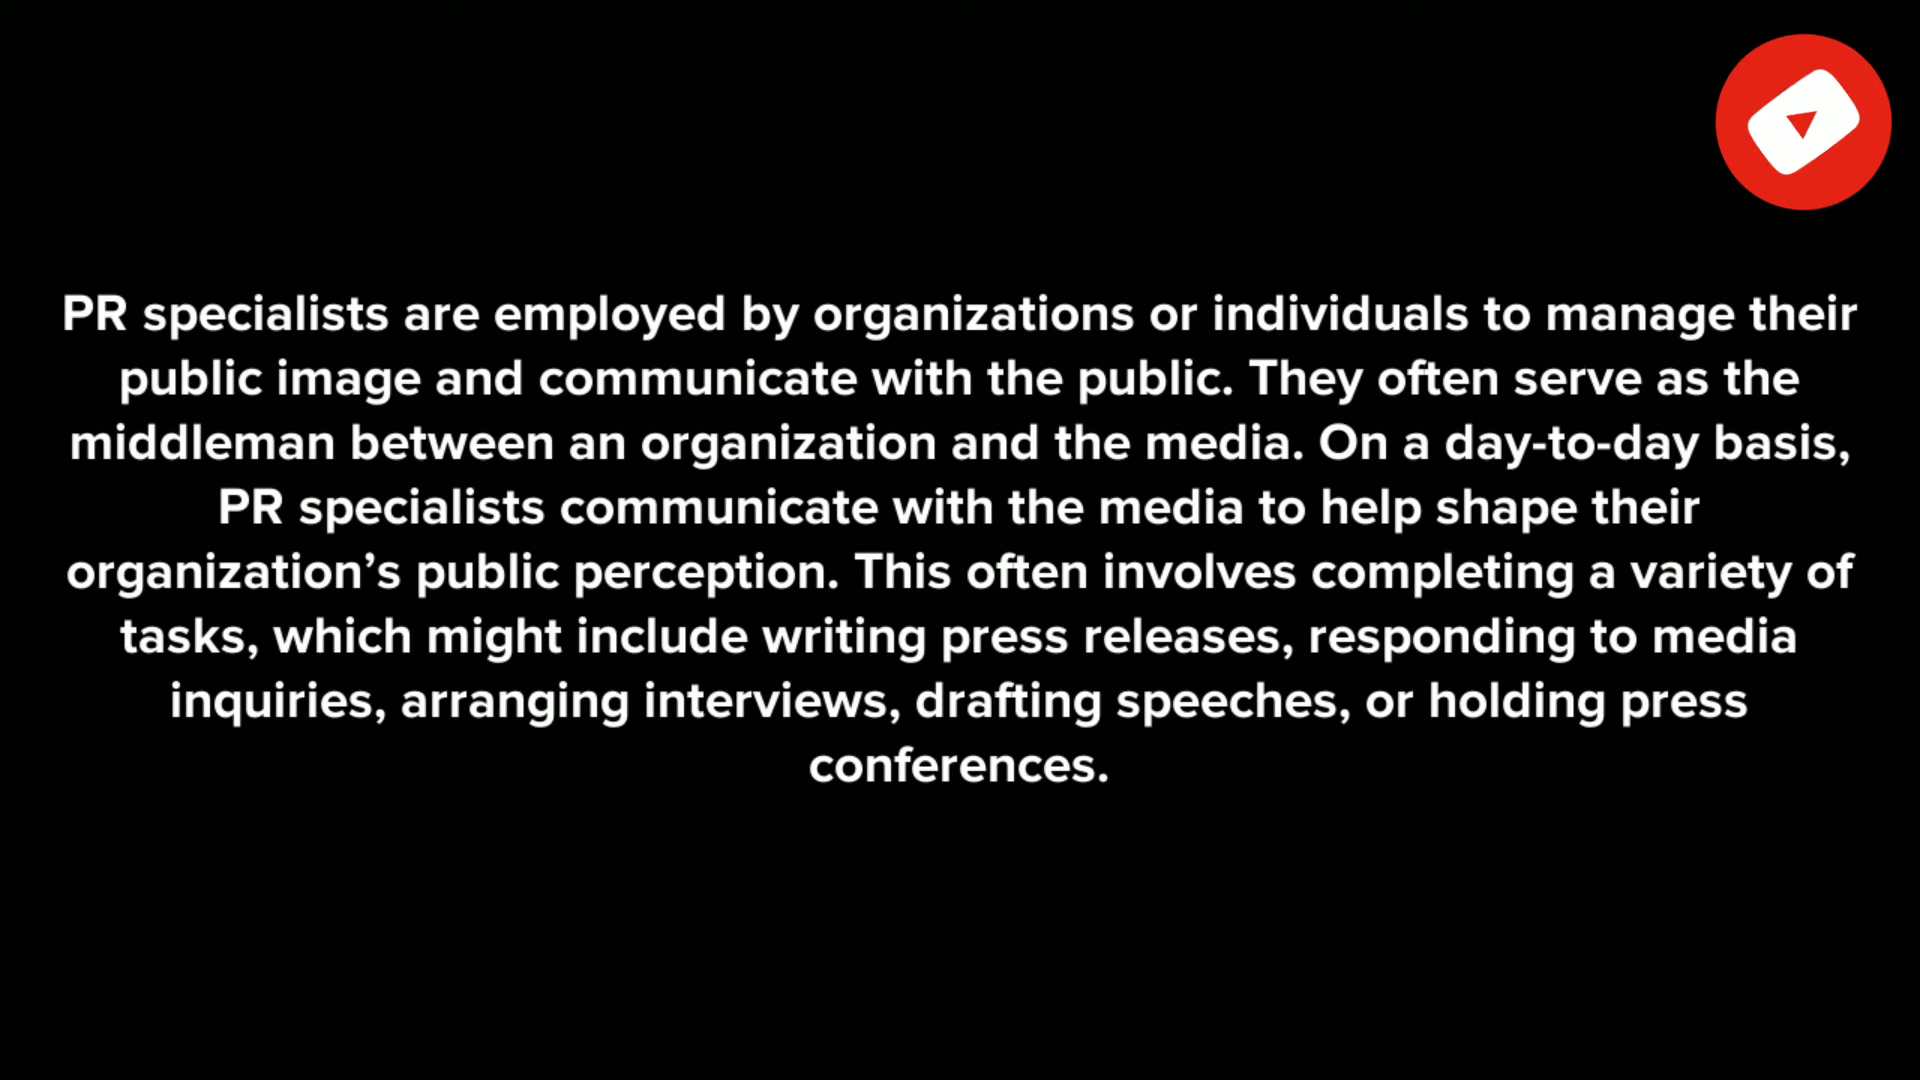 PR specialists are employed by organizations or individuals to manage their
public image and communicate with the public. They often serve as the
middleman between an organization and the media. On a day-to-day basis,
PR specialists communicate with the media to help shape their
organization’s public perception. This often involves completing a variety of
tasks, which might include writing press releases, responding to media
inquiries, arranging interviews, drafting speeches, or holding press
conferences.